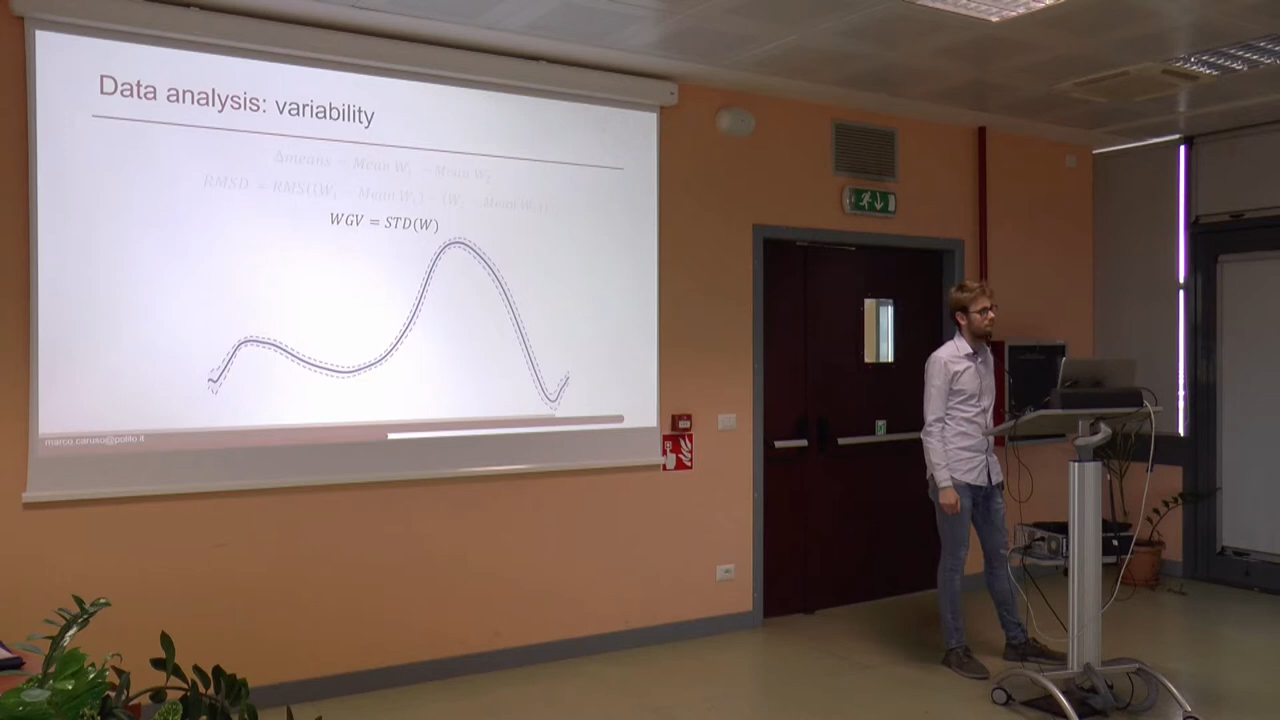 Data analysis: variability
Δmeans = Mean W₁ − Mean W₂
WGV = STD(W)
marco.caruso@polito.it